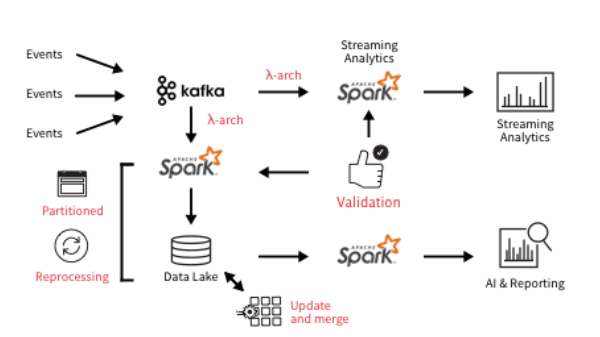 Events
Events
Events
kafka
λ-arch
λ-arch
Streaming
Analytics
APACHE
Spark
Streaming
Analytics
APACHE
Spark
Validation
Partitioned
Reprocessing
Data Lake
APACHE
Spark
AI & Reporting
Update
and merge